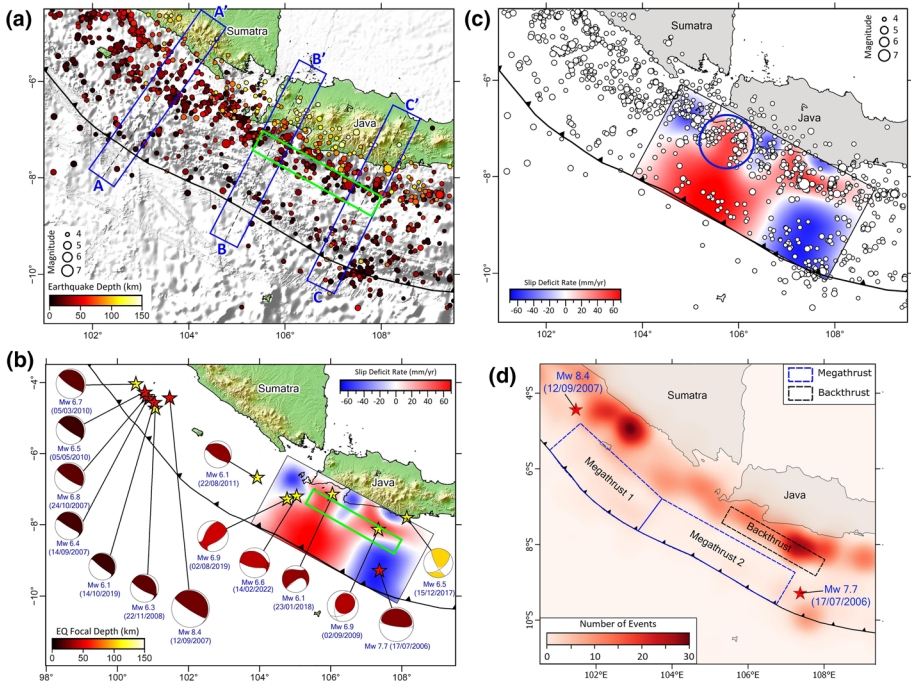 (a)
A'
Sumatra
B'
C'
Java
A
B
C
−6°
−8°
−10°
Magnitude
4
5
6
7
Earthquake Depth (km)
0
50
100
150
102°
104°
106°
108°
(c)
Sumatra
Java
Magnitude
4
5
6
7
−6°
−8°
−10°
Slip Deficit Rate (mm/yr)
−60 −40 −20 0 20 40 60
102°
104°
106°
108°
(b)
−4°
−6°
−8°
−10°
Sumatra
Java
Slip Deficit Rate (mm/yr)
−60 −40 −20 0 20 40 60
Mw 6.7
(05/03/2010)
Mw 6.5
(05/05/2010)
Mw 6.8
(24/10/2007)
Mw 6.4
(14/09/2007)
Mw 6.1
(14/10/2019)
Mw 6.3
(22/11/2008)
Mw 8.4
(12/09/2007)
Mw 6.1
(22/08/2011)
Mw 6.9
(02/08/2019)
Mw 6.6
(14/02/2022)
Mw 6.1
(23/01/2018)
Mw 6.9
(02/09/2009)
Mw 7.7 (17/07/2006)
Mw 6.5
(15/12/2017)
EQ Focal Depth (km)
0
50
100
150
98°
100°
102°
104°
106°
108°
(d)
Megathrust
Backthrust
Mw 8.4
(12/09/2007)
Sumatra
Java
Megathrust 1
Megathrust 2
Backthrust
Mw 7.7
(17/07/2006)
4°S
6°S
8°S
10°S
Number of Events
0 10 20 30
102°E
104°E
106°E
108°E